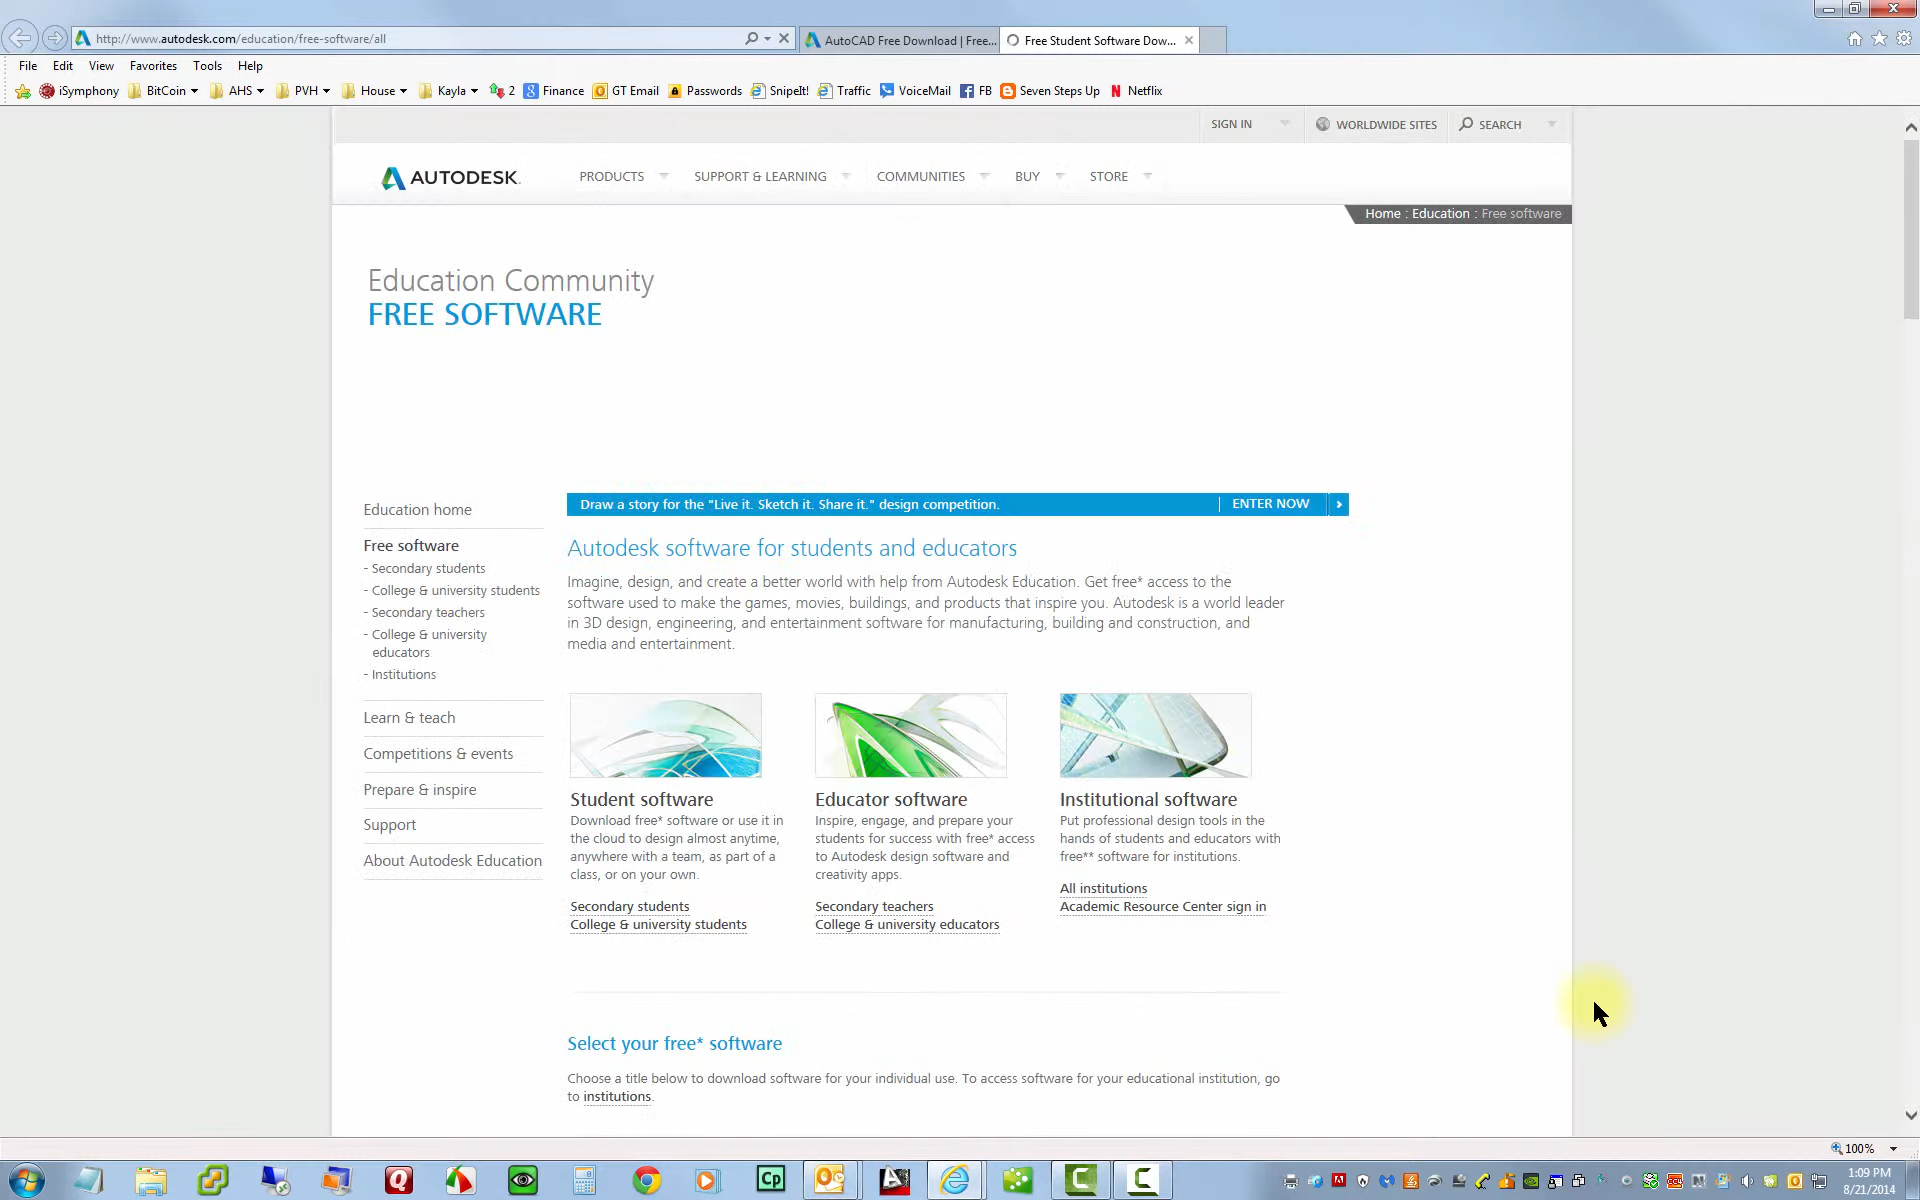 http://www.autodesk.com/education/free-software/all
AutoCAD Free Download | Free...
Free Student Software Dow...
File Edit View Favorites Tools Help
iSymphony BitCoin AHS PVH House Kayla 2 Finance GT Email Passwords SnipeIt! Traffic VoiceMail FB Seven Steps Up Netflix
SIGN IN WORLDWIDE SITES SEARCH
AUTODESK. PRODUCTS SUPPORT & LEARNING COMMUNITIES BUY STORE
Home : Education : Free software
Education Community
FREE SOFTWARE
Education home
Free software
- Secondary students
- College & university students
- Secondary teachers
- College & university
educators
- Institutions
Learn & teach
Competitions & events
Prepare & inspire
Support
About Autodesk Education
Draw a story for the "Live it. Sketch it. Share it." design competition. ENTER NOW
Autodesk software for students and educators
Imagine, design, and create a better world with help from Autodesk Education. Get free* access to the
software used to make the games, movies, buildings, and products that inspire you. Autodesk is a world leader
in 3D design, engineering, and entertainment software for manufacturing, building and construction, and
media and entertainment.
Student software
Download free* software or use it in
the cloud to design almost anytime,
anywhere with a team, as part of a
class, or on your own.
Secondary students
College & university students
Educator software
Inspire, engage, and prepare your
students for success with free* access
to Autodesk design software and
creativity apps.
Secondary teachers
College & university educators
Institutional software
Put professional design tools in the
hands of students and educators with
free** software for institutions.
All institutions
Academic Resource Center sign in
Select your free* software
Choose a title below to download software for your individual use. To access software for your educational institution, go
to institutions.
100%
1:09 PM
8/21/2014